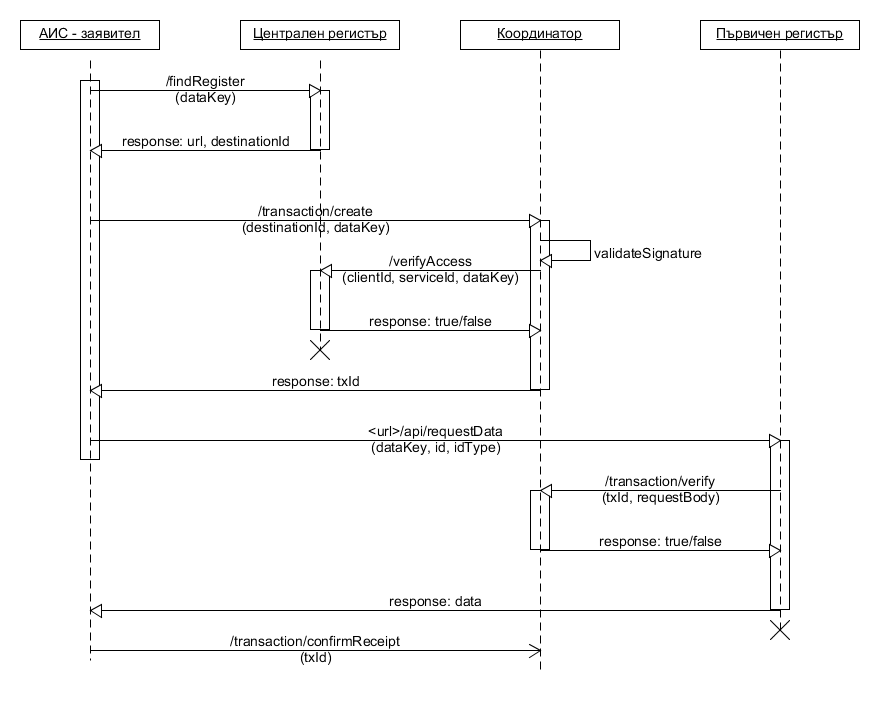 АИС - заявител
Централен регистър
Координатор
Първичен регистър
/findRegister
(dataKey)
response: url, destinationId
/transaction/create
(destinationId, dataKey)
validateSignature
/verifyAccess
(clientId, serviceId, dataKey)
response: true/false
response: txId
<url>/api/requestData
(dataKey, id, idType)
/transaction/verify
(txId, requestBody)
response: true/false
response: data
/transaction/confirmReceipt
(txId)